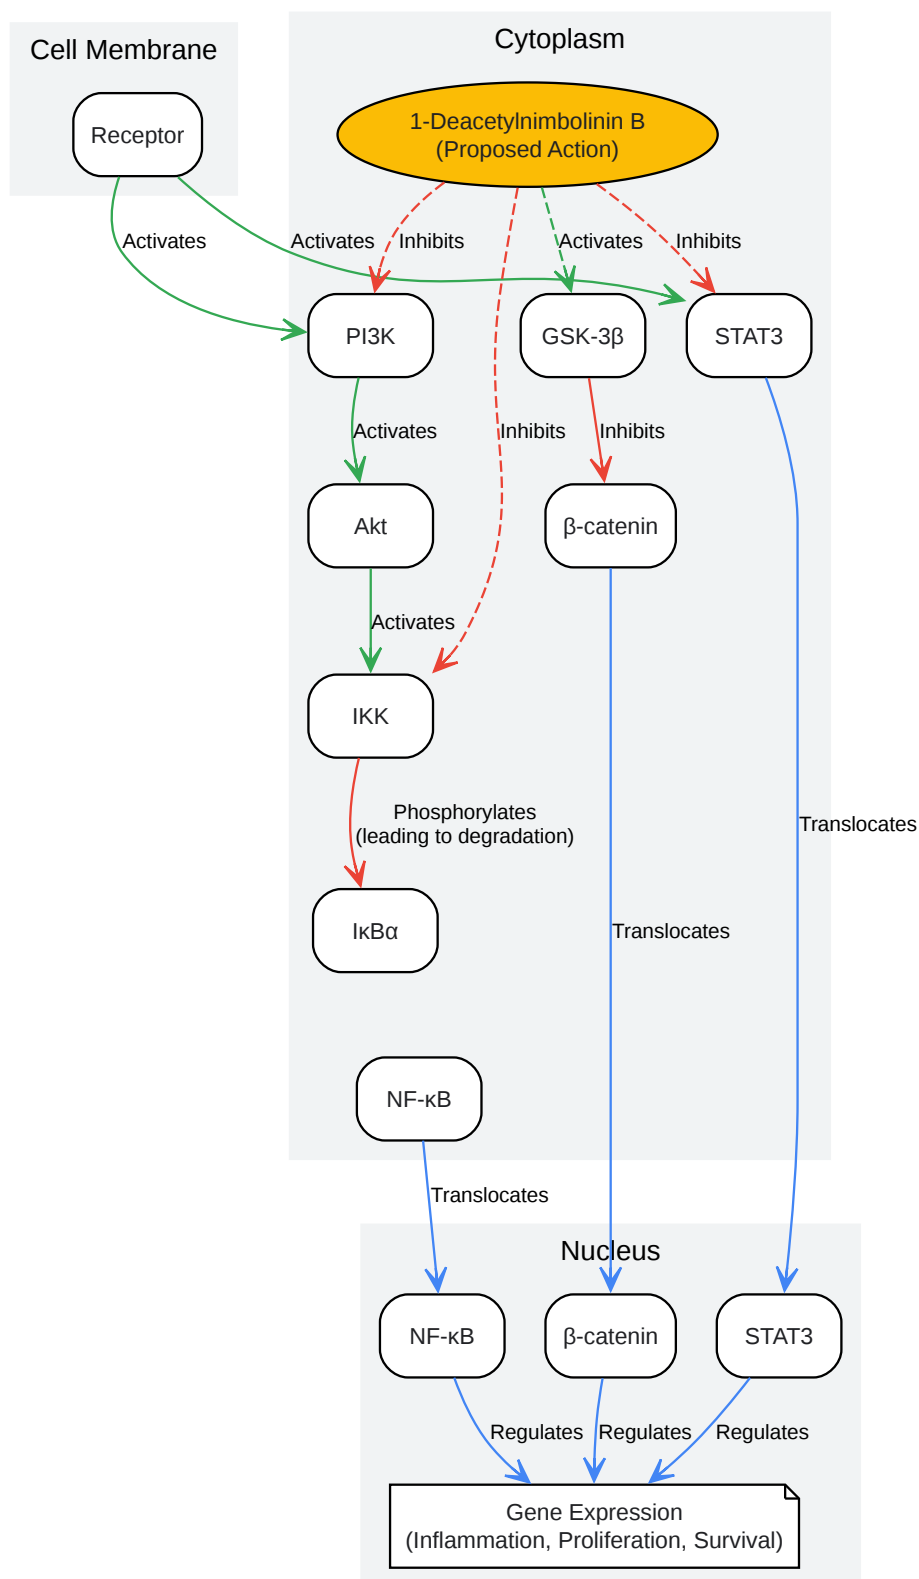 Cell Membrane
Cytoplasm
Receptor
1-Deacetylnimbolinin B
(Proposed Action)
Activates
Activates
Inhibits
Activates
Inhibits
PI3K
GSK-3β
STAT3
Activates
Inhibits
Inhibits
Akt
β-catenin
Activates
IKK
Phosphorylates
(leading to degradation)
Translocates
IκBα
Translocates
NF-κB
Translocates
Nucleus
NF-κB
β-catenin
STAT3
Regulates
Regulates
Regulates
Gene Expression
(Inflammation, Proliferation, Survival)